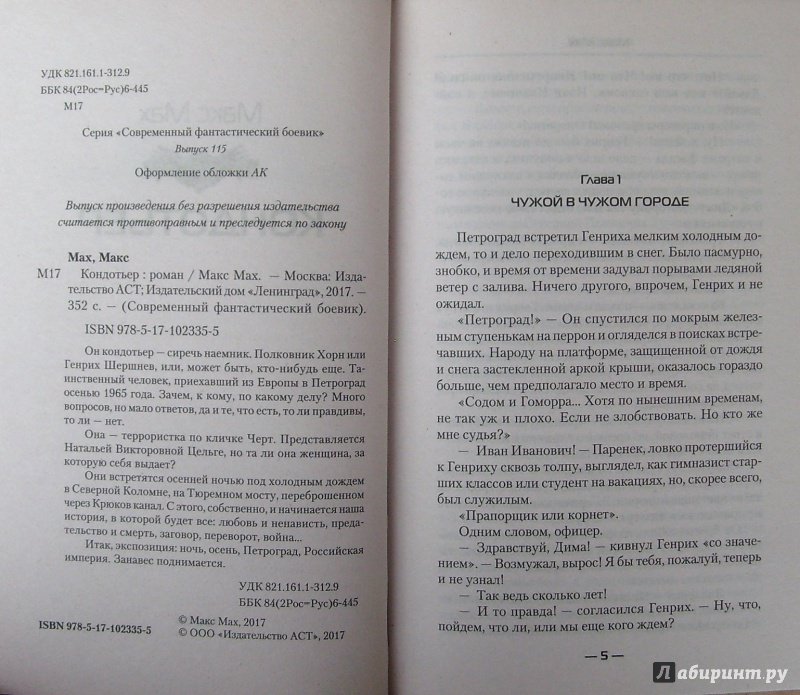 УДК 821.161.1-312.9
ББК 84(2Рос=Рус)6-445
М17
Серия «Современный фантастический боевик»
Выпуск 115
Оформление обложки АК
Выпуск произведения без разрешения издательства
считается противоправным и преследуется по закону
Мах, Макс
М17 Кондотьер : роман / Макс Мах. — Москва: Изда-
тельство АСТ; Издательский дом «Ленинград», 2017. —
352 с. — (Современный фантастический боевик).
ISBN 978-5-17-102335-5
Он кондотьер — сиречь наемник. Полковник Хорн или
Генрих Шершнев, или, может быть, кто-нибудь еще. Та-
инственный человек, приехавший из Европы в Петроград
осенью 1965 года. Зачем, к кому, по какому делу? Много
вопросов, но мало ответов, да и те, что есть, то ли правдивы,
то ли — нет.
Она — террористка по кличке Черт. Представляется
Натальей Викторовной Цельге, но та ли она женщина, за
которую себя выдает?
Они встретятся осенней ночью под холодным дождем
в Северной Коломне, на Тюремном мосту, переброшенном
через Крюков канал. С этого, собственно, и начинается наша
история, в которой будет все: любовь и ненависть, преда-
тельство и смерть, заговор, переворот, война...
Итак, экспозиция: ночь, осень, Петроград, Российская
империя. Занавес поднимается.
УДК 821.161.1-312.9
ББК 84(2Рос=Рус)6-445
© Макс Мах, 2017
ISBN 978-5-17-102335-5 © ООО «Издательство АСТ», 2017
Глава 1
ЧУЖОЙ В ЧУЖОМ ГОРОДЕ
Петроград встретил Генриха мелким холодным до-
ждем, то и дело переходившим в снег. Было пасмурно,
знобко, и время от времени задувал порывами ледяной
ветер с залива. Ничего другого, впрочем, Генрих и не
ожидал.
«Петроград!» — Он спустился по мокрым желез-
ным ступенькам на перрон и огляделся в поисках встре-
чавших. Народу на платформе, защищенной от дождя
и снега застекленной аркой крыши, оказалось гораздо
больше, чем предполагало место и время.
«Содом и Гоморра... Хотя по нынешним временам,
не так уж и плохо. Если не злобствовать. Но кто же
мне судья?»
— Иван Иванович! — Паренек, ловко протершийся
к Генриху сквозь толпу, выглядел, как гимназист стар-
ших классов или студент на вакациях, но, скорее всего,
был служилым.
«Прапорщик или корнет».
Одним словом, офицер.
— Здравствуй, Дима! — кивнул Генрих «со значе-
нием». — Возмужал, вырос! Я бы тебя, пожалуй, теперь
и не узнал!
— Так ведь сколько лет!
— И то правда! — согласился Генрих. — Ну, что,
пойдем, что ли, или мы еще кого ждем?
— 5 —
Лабиринт.ру